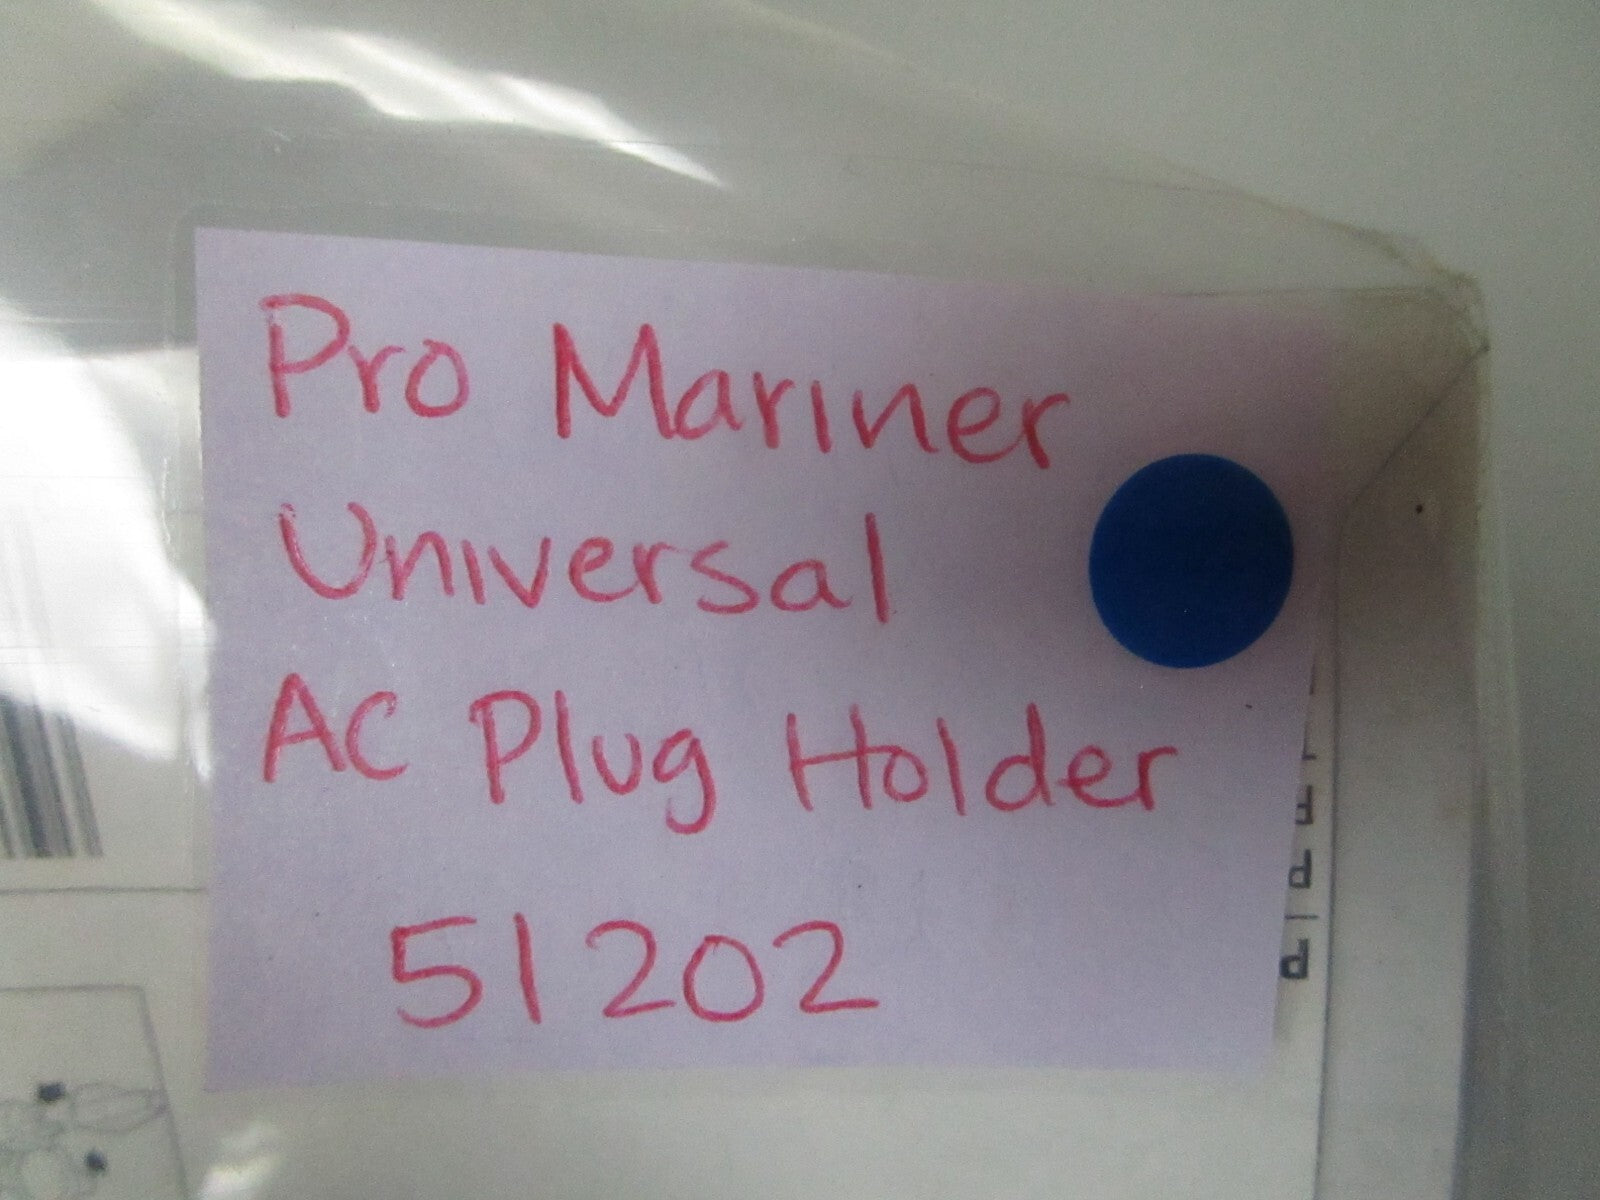 Pro Mariner
Universal
AC Plug Holder
51202